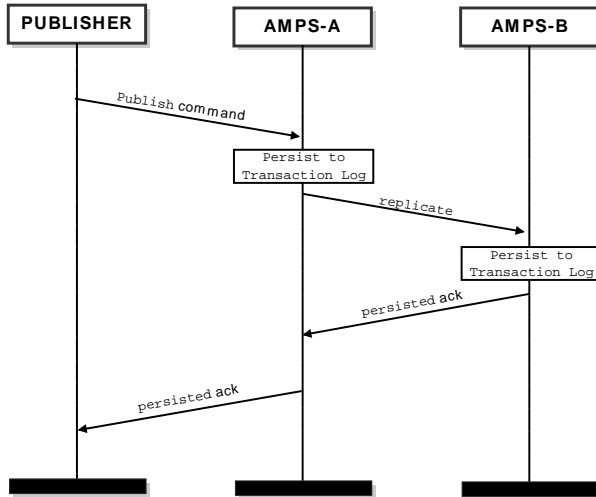 PUBLISHER
AMPS-A
AMPS-B
Publish command
Persist to
Transaction Log
replicate
Persist to
Transaction Log
persisted ack
persisted ack